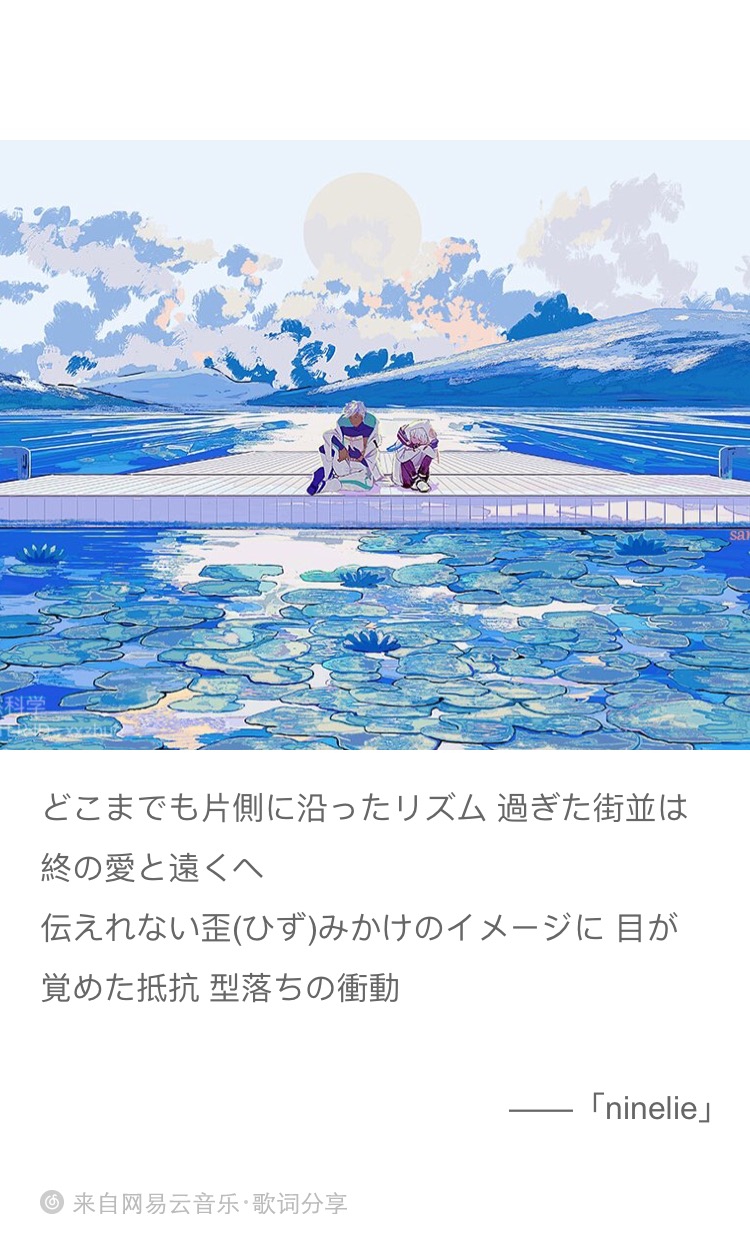 科学
どこまでも片側に沿ったリズム 過ぎた街並は
終の愛と遠くへ
伝えれない歪(ひず)みかけのイメージに 目が
覚めた抵抗 型落ちの衝動
——「ninelie」
来自网易云音乐·歌词分享